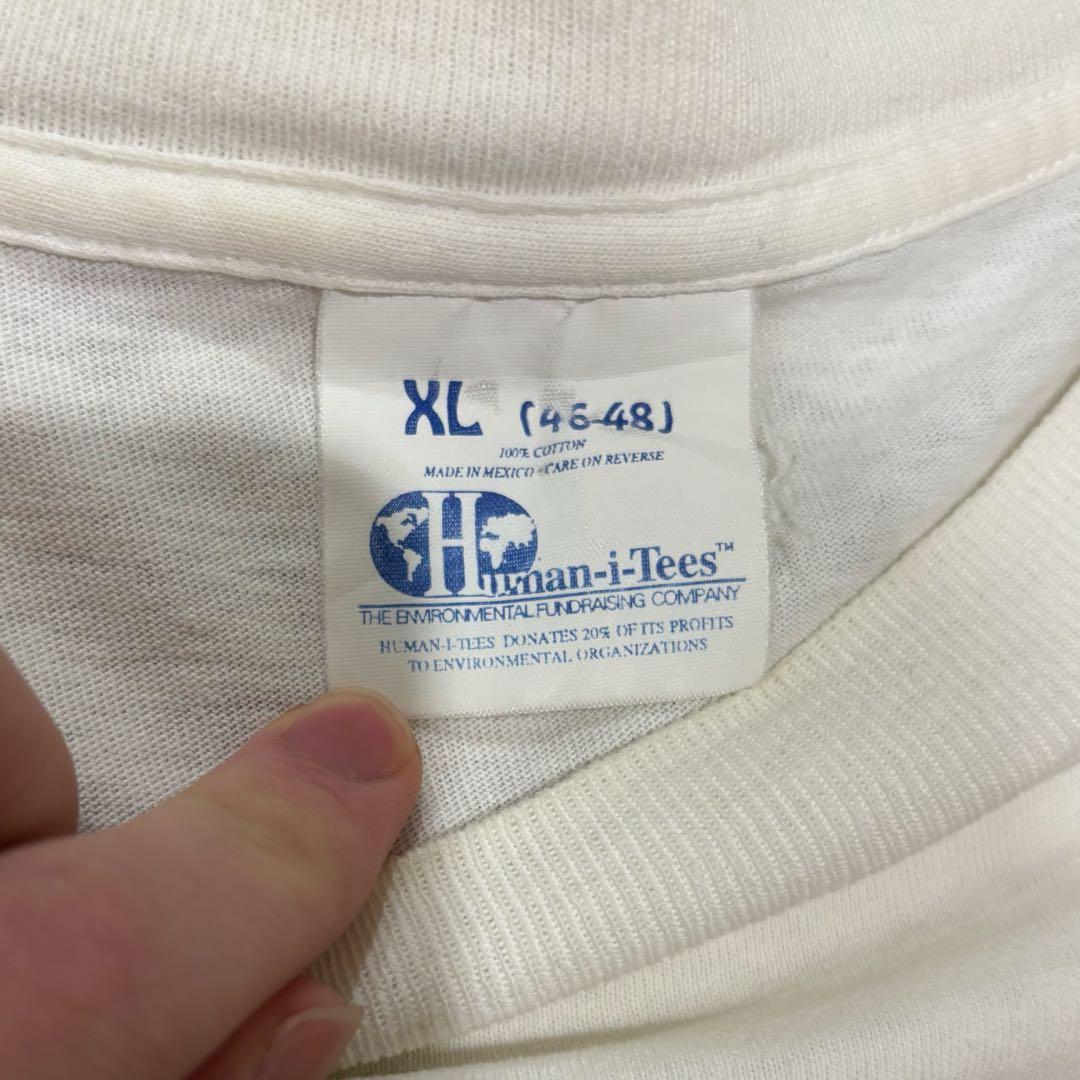 XL (46-48)
100% COTTON
MADE IN MEXICO · CARE ON REVERSE
Human-i-Tees™
THE ENVIRONMENTAL FUNDRAISING COMPANY
HUMAN-I-TEES DONATES 20% OF ITS PROFITS
TO ENVIRONMENTAL ORGANIZATIONS